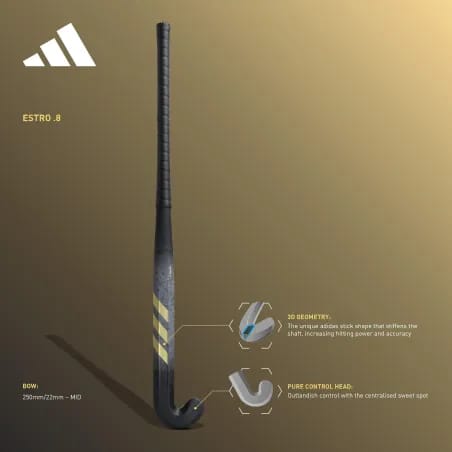 ESTRO .8
3D GEOMETRY:
The unique adidas stick shape that stiffens the
shaft, increasing hitting power and accuracy
BOW:
250mm/22mm – MID
PURE CONTROL HEAD:
Outlandish control with the centralised sweet spot